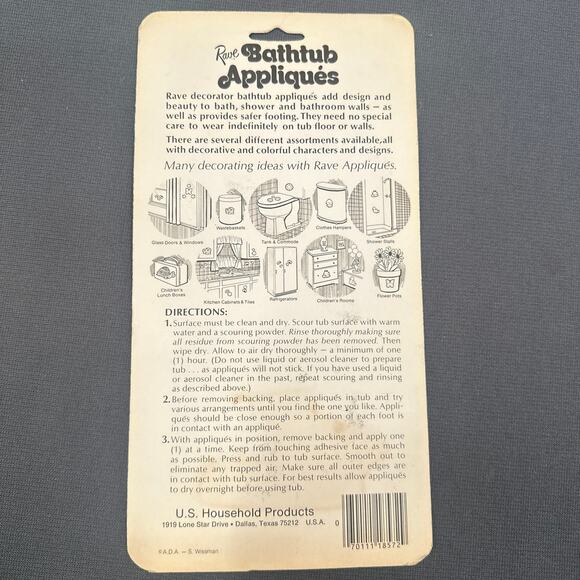 Rave Bathtub
Appliqués
Rave decorator bathtub appliqués add design and
beauty to bath, shower and bathroom walls — as
well as provides safer footing. They need no special
care to wear indefinitely on tub floor or walls.
There are several different assortments available, all
with decorative and colorful characters and designs.
Many decorating ideas with Rave Appliqués.
Glass Doors & Windows
Wastebaskets
Tank & Commode
Clothes Hampers
Shower Stalls
Children's
Lunch Boxes
Kitchen Cabinets & Tiles
Refrigerators
Children's Rooms
Flower Pots
DIRECTIONS:
1. Surface must be clean and dry. Scour tub surface with warm
water and a scouring powder. Rinse thoroughly making sure
all residue from scouring powder has been removed. Then
wipe dry. Allow to air dry thoroughly — a minimum of one
(1) hour. (Do not use liquid or aerosol cleaner to prepare
tub . . . as appliqués will not stick. If you have used a liquid
or aerosol cleaner in the past, repeat scouring and rinsing
as described above.)
2. Before removing backing, place appliqués in tub and try
various arrangements until you find the one you like. Appli-
qués should be close enough so a portion of each foot is
in contact with an appliqué.
3. With appliqués in position, remove backing and apply one
(1) at a time. Keep from touching adhesive face as much
as possible. Press and rub to tub surface. Smooth out to
eliminate any trapped air. Make sure all outer edges are
in contact with tub surface. For best results allow appliqués
to dry overnight before using tub.
U.S. Household Products
1919 Lone Star Drive • Dallas, Texas 75212 U.S.A.
0
70111 18572
© A.D.A. — S. Wissman